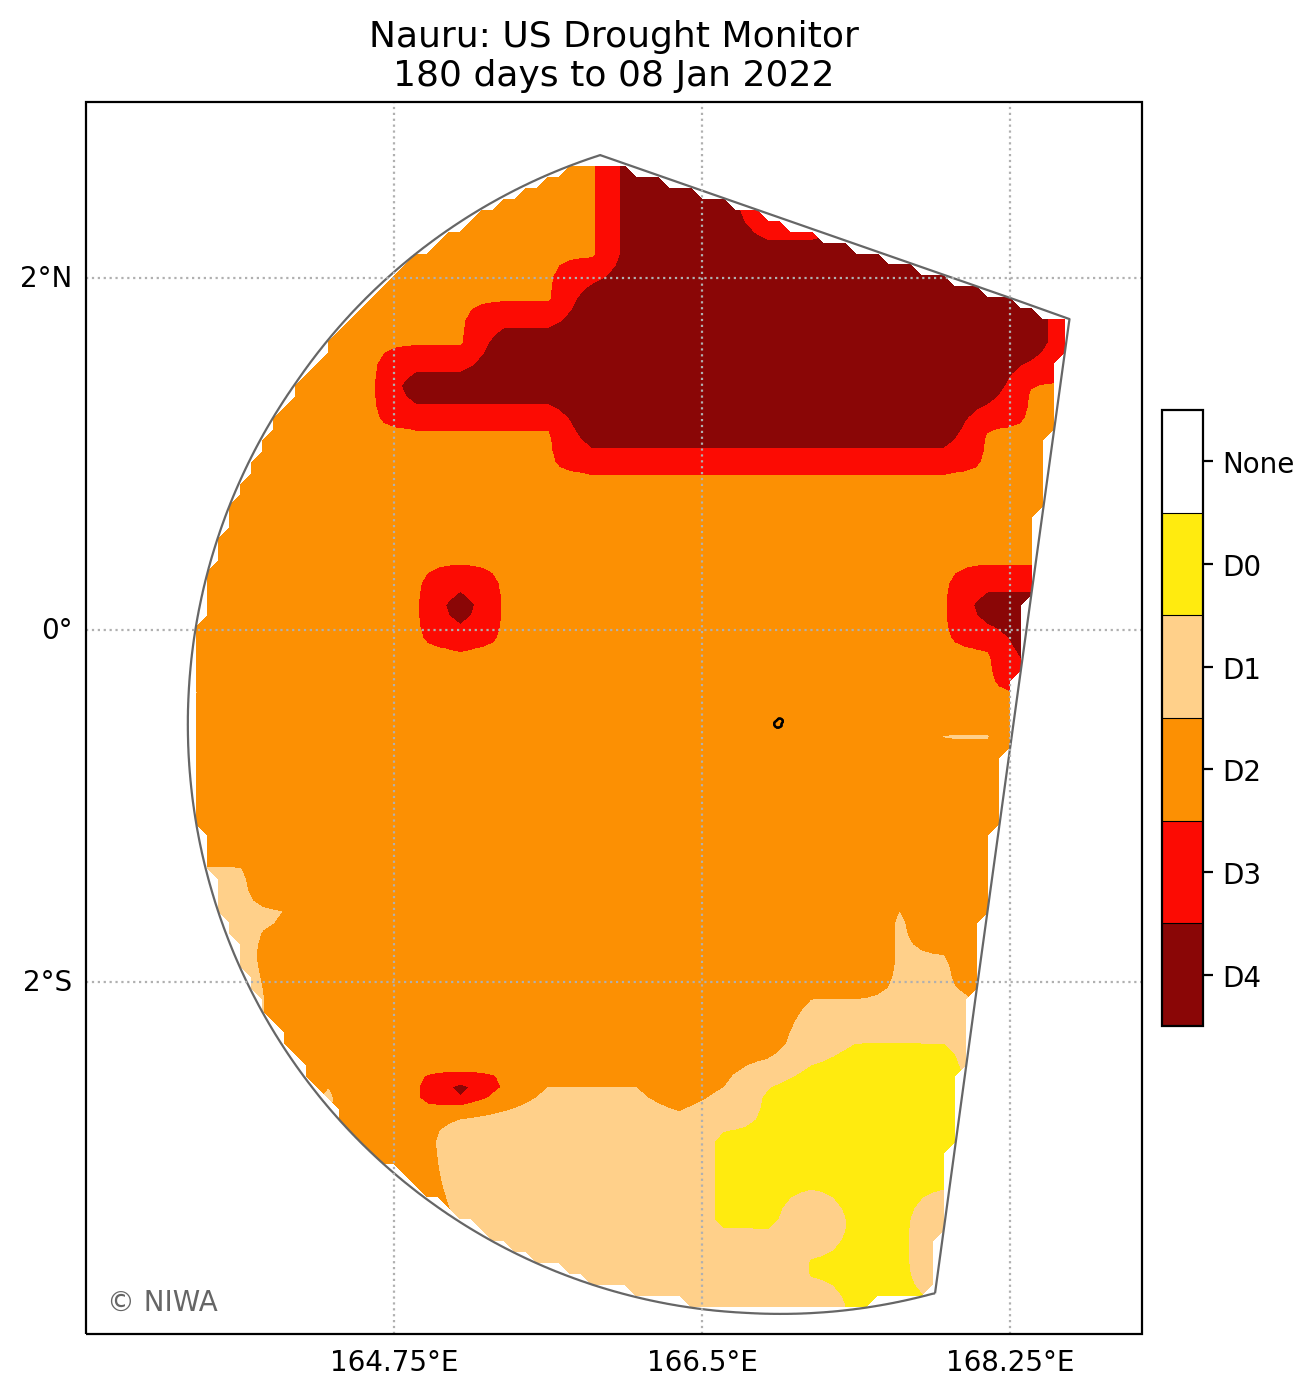 Nauru: US Drought Monitor
180 days to 08 Jan 2022
2°N
0°
2°S
164.75°E
166.5°E
168.25°E
None
D0
D1
D2
D3
D4
© NIWA